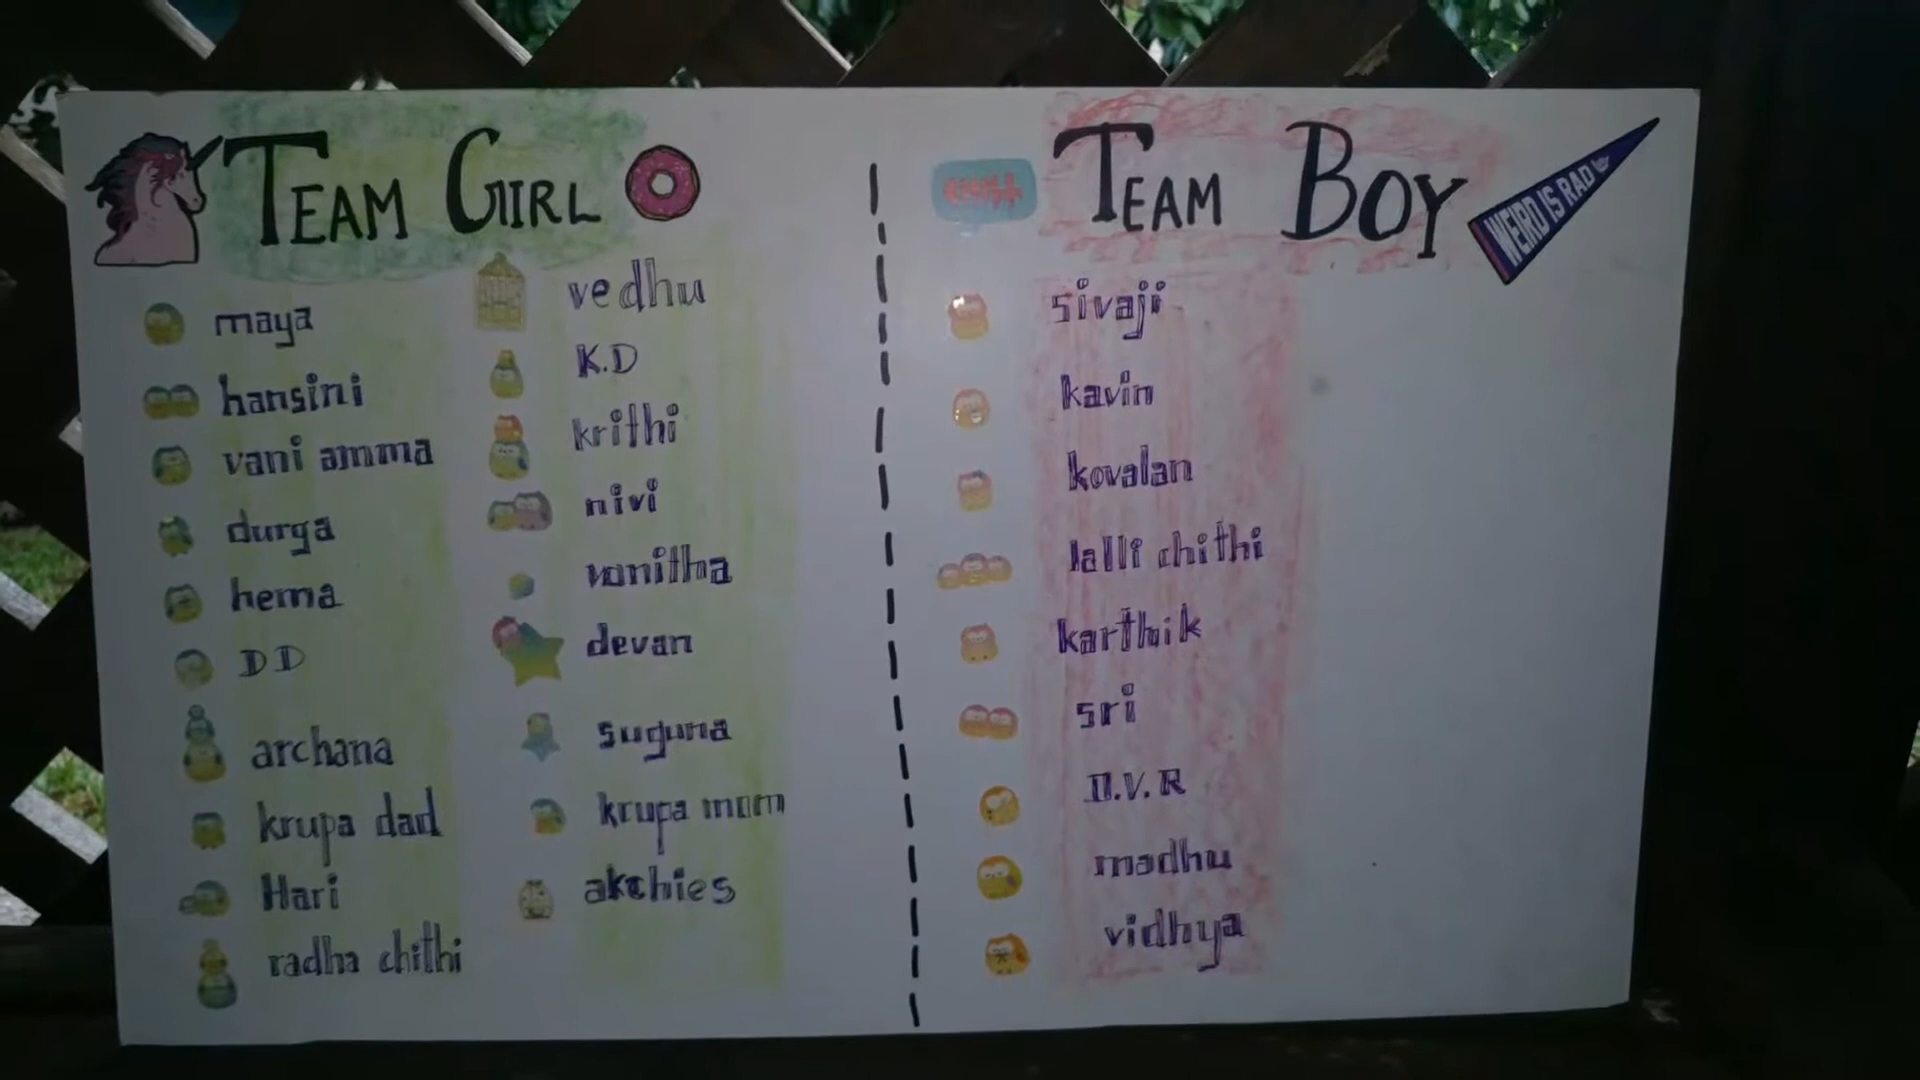 TEAM GIRL
maya
hansini
vani amma
durga
hema
DD
archana
krupa dad
Hari
radha chithi
vedhu
K.D
krithi
nivi
vanitha
devan
suguna
krupa mom
akchies
CHILL
TEAM BOY
WEIRD IS RAD
sivaji
kavin
kovalan
lalli chithi
karthik
sri
D.V.R
madhu
vidhya